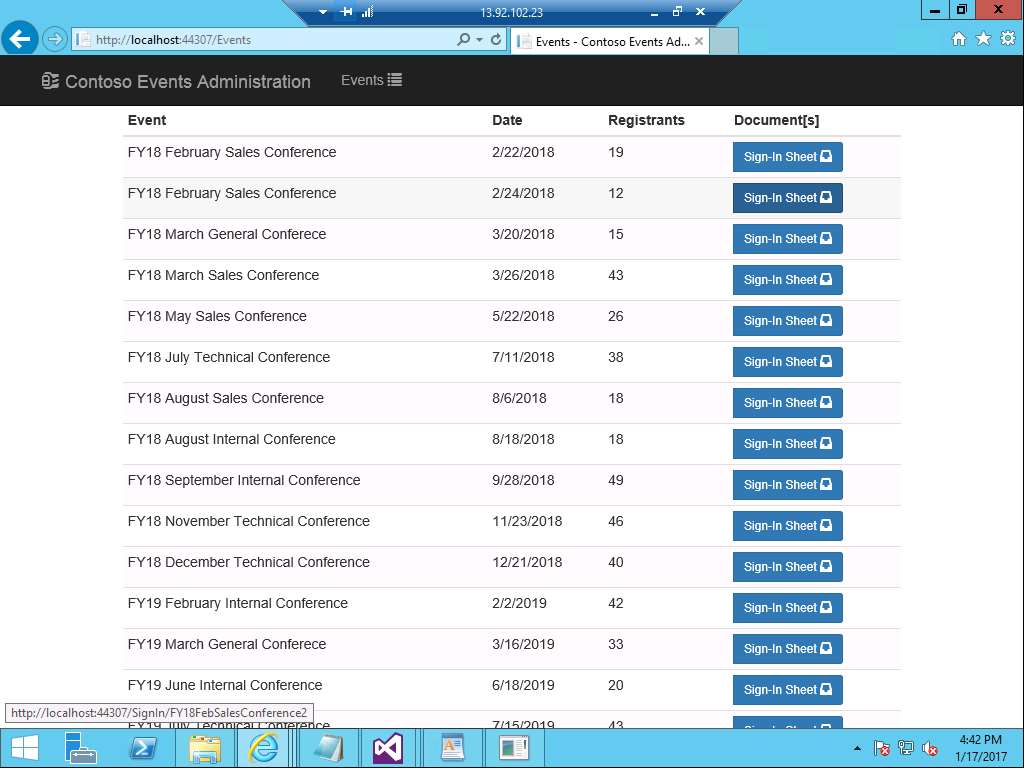 13.92.102.23
http://localhost:44307/Events
Events - Contoso Events Ad...
Contoso Events Administration Events
Event Date Registrants Document[s]
FY18 February Sales Conference 2/22/2018 19 Sign-In Sheet
FY18 February Sales Conference 2/24/2018 12 Sign-In Sheet
FY18 March General Conferece 3/20/2018 15 Sign-In Sheet
FY18 March Sales Conference 3/26/2018 43 Sign-In Sheet
FY18 May Sales Conference 5/22/2018 26 Sign-In Sheet
FY18 July Technical Conference 7/11/2018 38 Sign-In Sheet
FY18 August Sales Conference 8/6/2018 18 Sign-In Sheet
FY18 August Internal Conference 8/18/2018 18 Sign-In Sheet
FY18 September Internal Conference 9/28/2018 49 Sign-In Sheet
FY18 November Technical Conference 11/23/2018 46 Sign-In Sheet
FY18 December Technical Conference 12/21/2018 40 Sign-In Sheet
FY19 February Internal Conference 2/2/2019 42 Sign-In Sheet
FY19 March General Conferece 3/16/2019 33 Sign-In Sheet
FY19 June Internal Conference 6/18/2019 20 Sign-In Sheet
http://localhost:44307/SignIn/FY18FebSalesConference2
FY19 July Technical Conference 7/15/2019 43 Sign-In Sheet
4:42 PM
1/17/2017